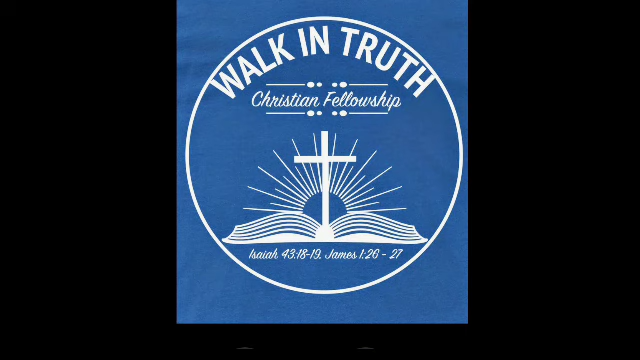 WALK IN TRUTH
Christian Fellowship
Isaiah 43:18-19, James 1:26 - 27